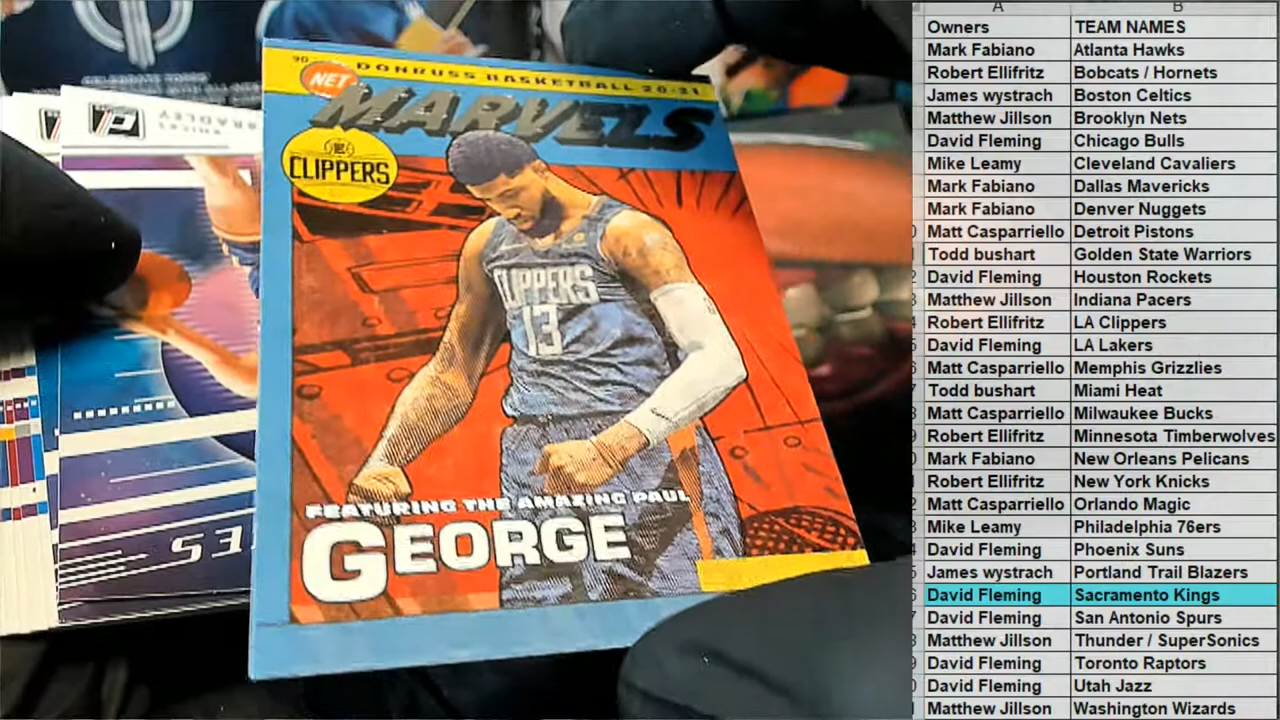 90
DONRUSS BASKETBALL 20-21
NET
MARVELS
CLIPPERS
CLIPPERS
13
FEATURING THE AMAZING PAUL
GEORGE
BRADLEY
A B
Owners TEAM NAMES
Mark Fabiano Atlanta Hawks
Robert Ellifritz Bobcats / Hornets
James wystrach Boston Celtics
Matthew Jillson Brooklyn Nets
David Fleming Chicago Bulls
Mike Leamy Cleveland Cavaliers
Mark Fabiano Dallas Mavericks
Mark Fabiano Denver Nuggets
Matt Casparriello Detroit Pistons
Todd bushart Golden State Warriors
David Fleming Houston Rockets
Matthew Jillson Indiana Pacers
Robert Ellifritz LA Clippers
David Fleming LA Lakers
Matt Casparriello Memphis Grizzlies
Todd bushart Miami Heat
Matt Casparriello Milwaukee Bucks
Robert Ellifritz Minnesota Timberwolves
Mark Fabiano New Orleans Pelicans
Robert Ellifritz New York Knicks
Matt Casparriello Orlando Magic
Mike Leamy Philadelphia 76ers
David Fleming Phoenix Suns
James wystrach Portland Trail Blazers
David Fleming Sacramento Kings
David Fleming San Antonio Spurs
Matthew Jillson Thunder / SuperSonics
David Fleming Toronto Raptors
David Fleming Utah Jazz
Matthew Jillson Washington Wizards